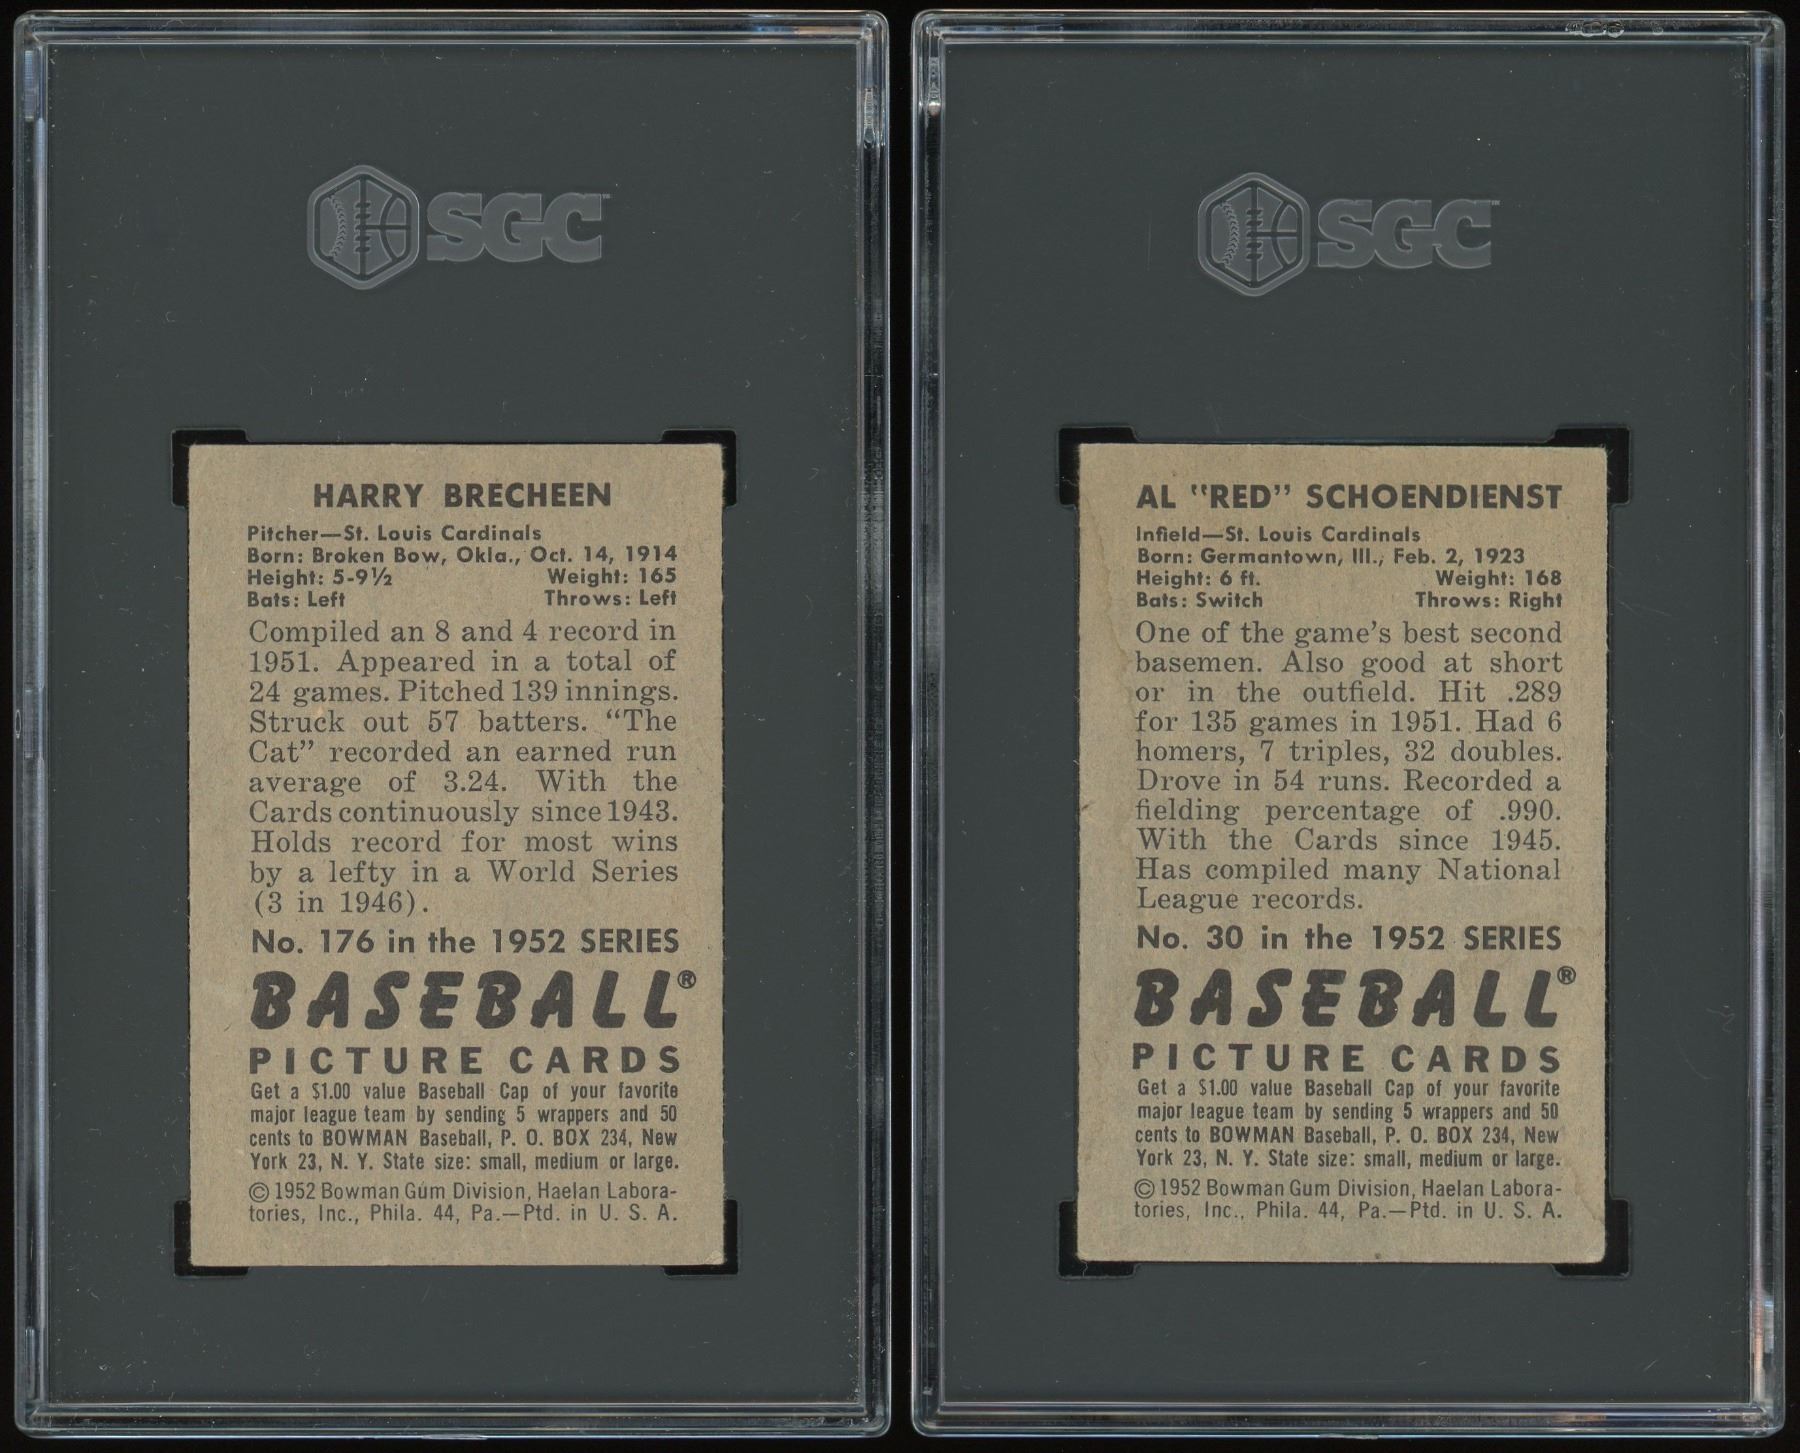 SGC
HARRY BRECHEEN
Pitcher—St. Louis Cardinals
Born: Broken Bow, Okla., Oct. 14, 1914
Height: 5-9½ Weight: 165
Bats: Left Throws: Left
Compiled an 8 and 4 record in
1951. Appeared in a total of
24 games. Pitched 139 innings.
Struck out 57 batters. “The
Cat” recorded an earned run
average of 3.24. With the
Cards continuously since 1943.
Holds record for most wins
by a lefty in a World Series
(3 in 1946).
No. 176 in the 1952 SERIES
BASEBALL®
PICTURE CARDS
Get a $1.00 value Baseball Cap of your favorite
major league team by sending 5 wrappers and 50
cents to BOWMAN Baseball, P. O. BOX 234, New
York 23, N. Y. State size: small, medium or large.
© 1952 Bowman Gum Division, Haelan Labora-
tories, Inc., Phila. 44, Pa.—Ptd. in U. S. A.
SGC
AL "RED" SCHOENDIENST
Infield—St. Louis Cardinals
Born: Germantown, Ill., Feb. 2, 1923
Height: 6 ft. Weight: 168
Bats: Switch Throws: Right
One of the game’s best second
basemen. Also good at short
or in the outfield. Hit .289
for 135 games in 1951. Had 6
homers, 7 triples, 32 doubles.
Drove in 54 runs. Recorded a
fielding percentage of .990.
With the Cards since 1945.
Has compiled many National
League records.
No. 30 in the 1952 SERIES
BASEBALL®
PICTURE CARDS
Get a $1.00 value Baseball Cap of your favorite
major league team by sending 5 wrappers and 50
cents to BOWMAN Baseball, P. O. BOX 234, New
York 23, N. Y. State size: small, medium or large.
© 1952 Bowman Gum Division, Haelan Labora-
tories, Inc., Phila. 44, Pa.—Ptd. in U. S. A.